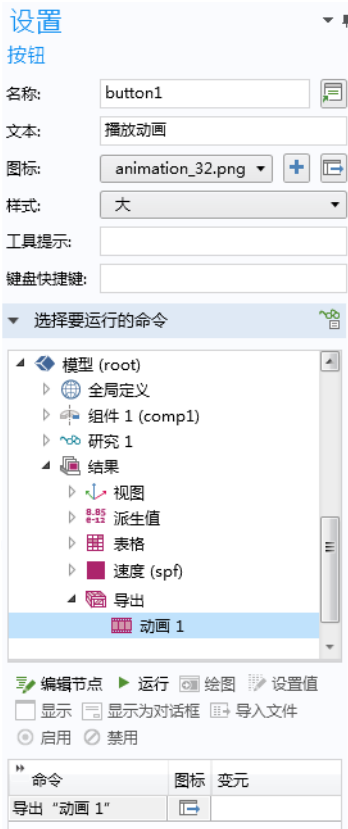 设置
按钮
名称: button1
文本: 播放动画
图标: animation_32.png
样式: 大
工具提示:
键盘快捷键:
选择要运行的命令
模型 (root)
全局定义
组件 1 (comp1)
研究 1
结果
视图
8.85
e-12 派生值
表格
速度 (spf)
导出
动画 1
编辑节点 运行 绘图 设置值
显示 显示为对话框 导入文件
启用 禁用
命令 图标 变元
导出 “动画 1”